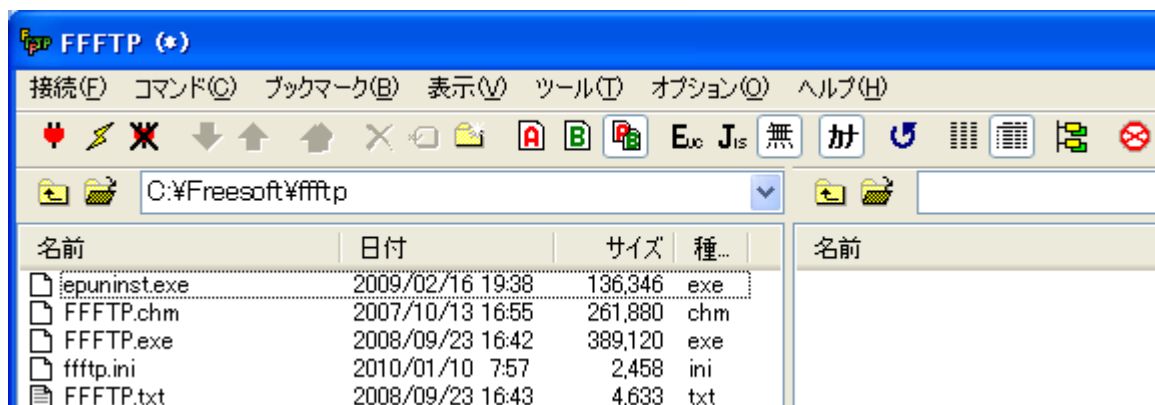 FFFTP (*)
接続(F) コマンド(C) ブックマーク(B) 表示(V) ツール(T) オプション(O) ヘルプ(H)
A B Euc Jis 無 カナ
C:¥Freesoft¥ffftp
名前 日付 サイズ 種... 名前
epuninst.exe 2009/02/16 19:38 136,346 exe
FFFTP.chm 2007/10/13 16:55 261,880 chm
FFFTP.exe 2008/09/23 16:42 389,120 exe
ffftp.ini 2010/01/10 7:57 2,458 ini
FFFTP.txt 2008/09/23 16:43 4,633 txt